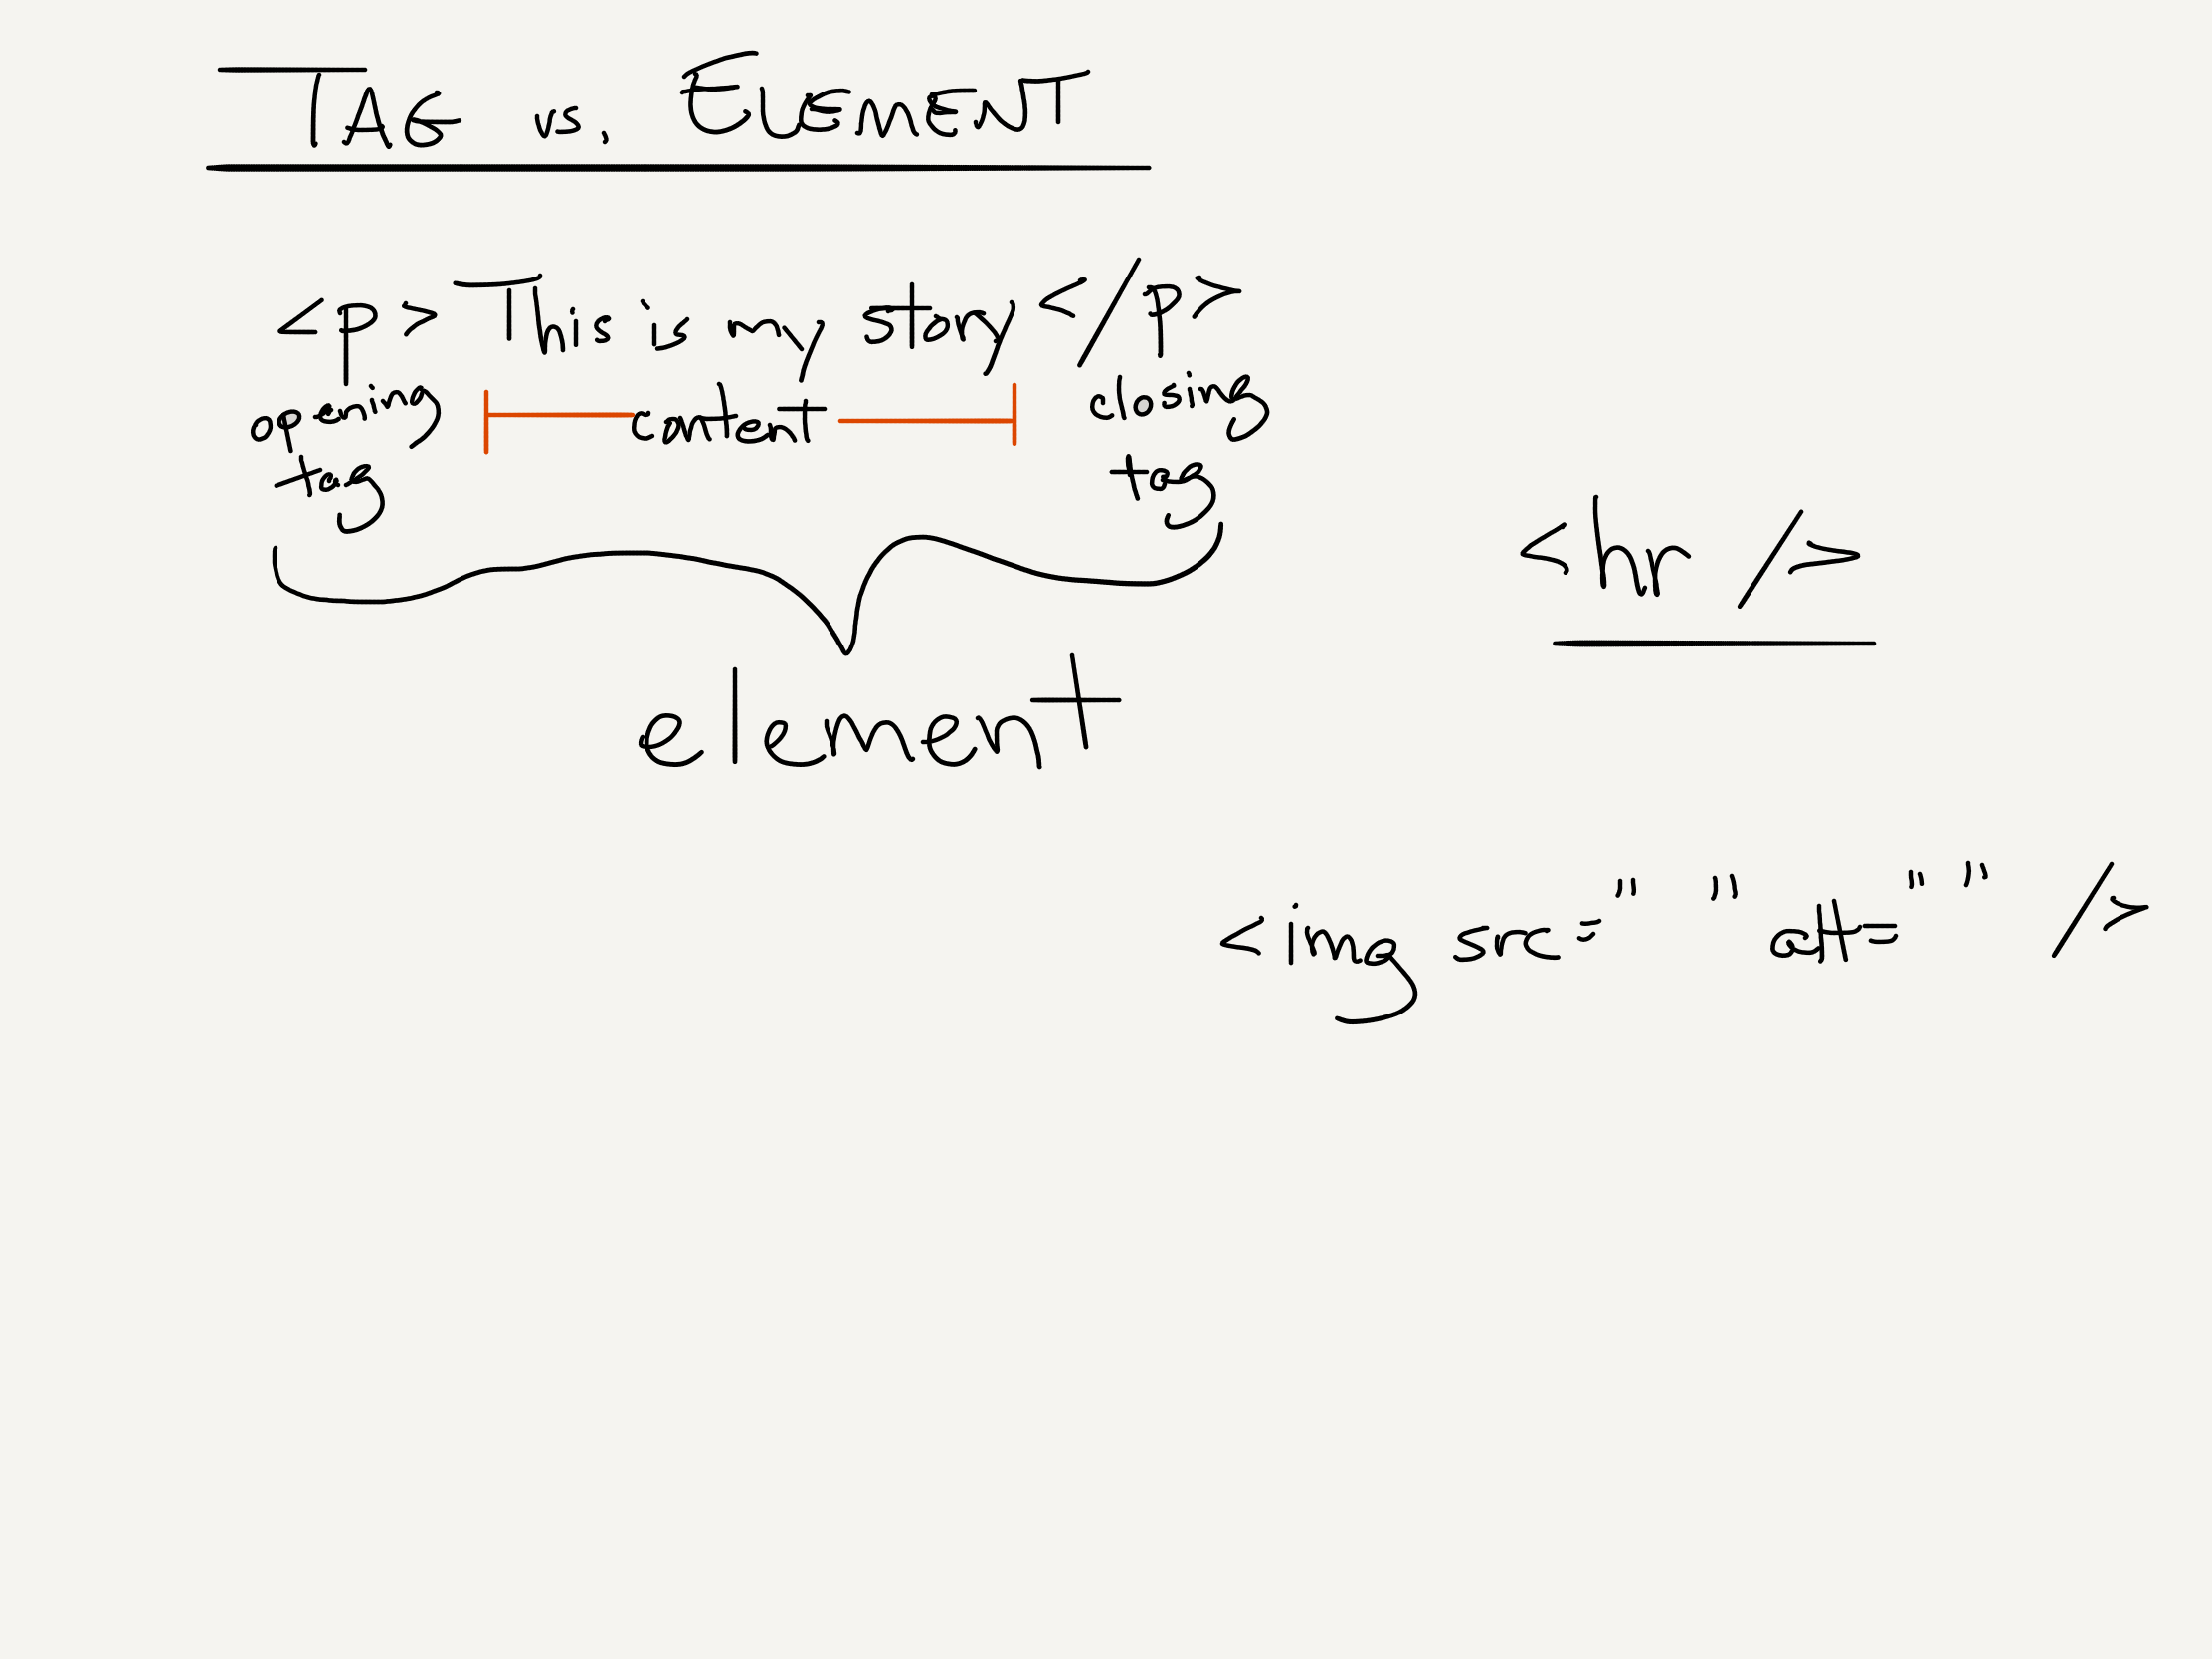 TAG vs. ELEMENT
<p> This is my story </p>
opening tag
content
closing tag
element
<hr />
<img src=" " alt=" " />